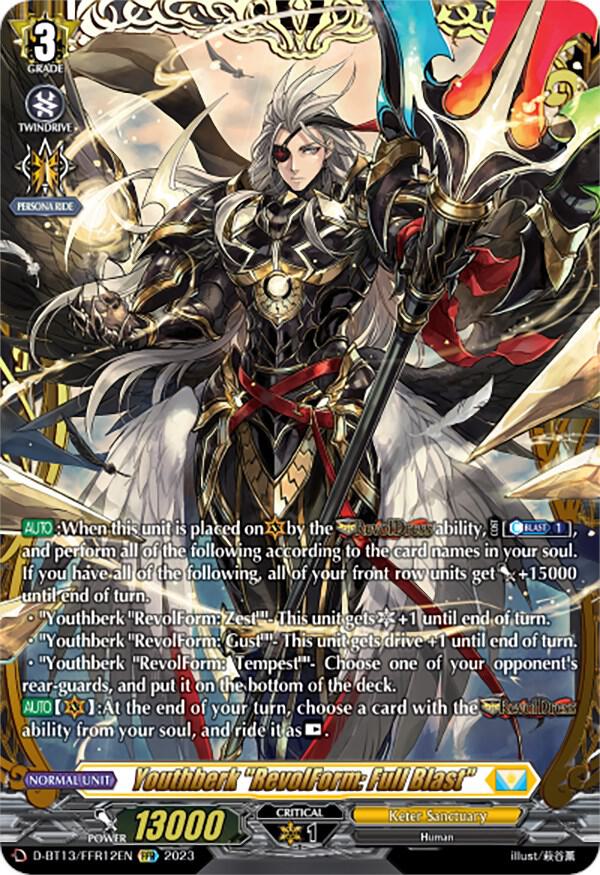 3
GRADE
TWINDRIVE
PERSONA RIDE
AUTO:When this unit is placed on by the RevolDress ability, COST [C BLAST 1],
and perform all of the following according to the card names in your soul.
If you have all of the following, all of your front row units get +15000
until end of turn.
・"Youthberk "RevolForm: Zest""- This unit gets +1 until end of turn.
・"Youthberk "RevolForm: Gust""- This unit gets drive +1 until end of turn.
・"Youthberk "RevolForm: Tempest""- Choose one of your opponent's
rear-guards, and put it on the bottom of the deck.
AUTO【】:At the end of your turn, choose a card with the RevolDress
ability from your soul, and ride it as .
NORMAL UNIT
Youthberk "RevolForm: Full Blast"
POWER 13000
CRITICAL
1
Keter Sanctuary
Human
D-BT13/FFR12EN FFR 2023
illust/萩谷薫